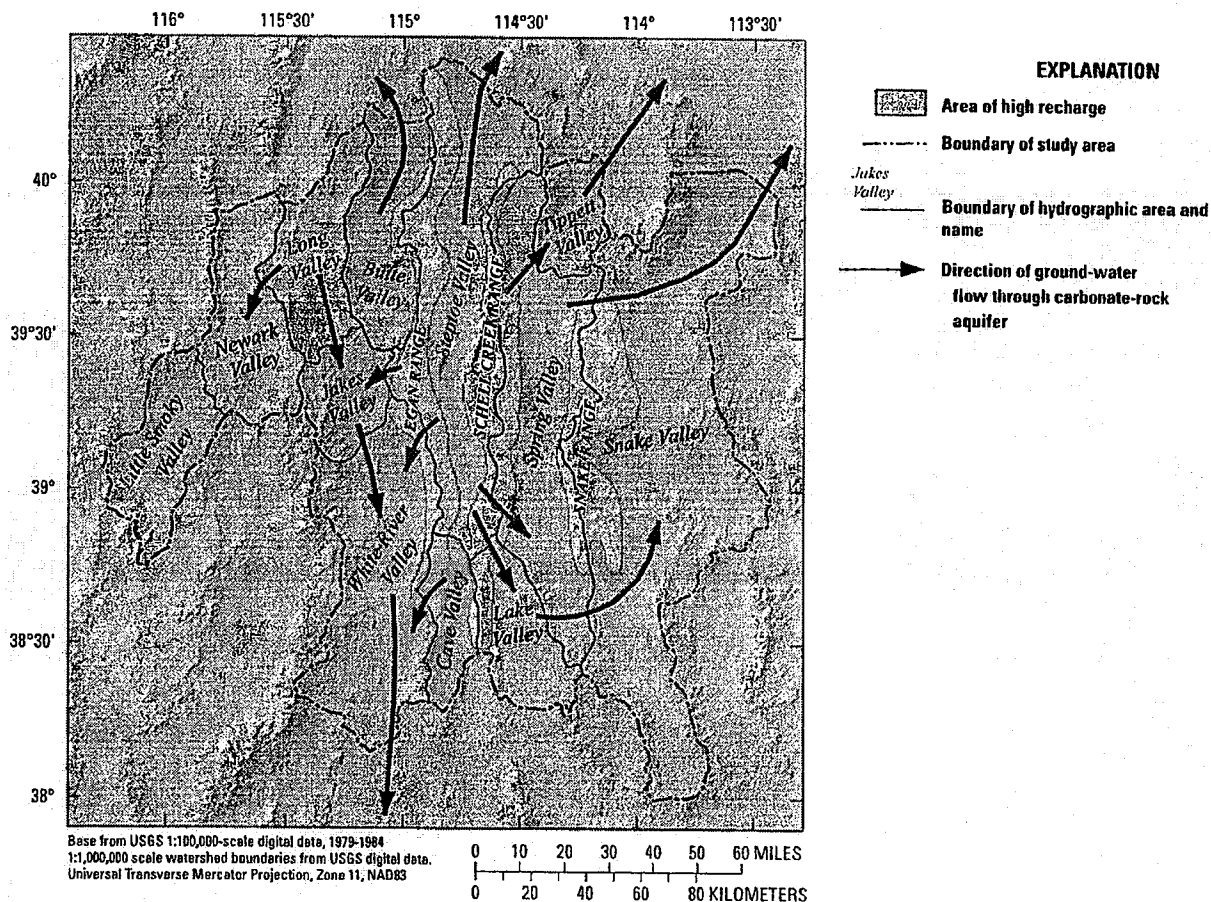 116° 115°30' 115° 114°30' 114° 113°30'
40°
39°30'
39°
38°30'
38°
Long
Valley
Butte
Valley
Newark
Valley
Jakes
Valley
Little Smoky
Valley
EGAN RANGE
Steptoe Valley
SCHELL CREEK RANGE
Tippett
Valley
Spring Valley
SNAKE RANGE
Snake Valley
White River
Valley
Cave Valley
Lake
Valley
EXPLANATION
Area of high recharge
Boundary of study area
Jakes
Valley
Boundary of hydrographic area and
name
Direction of ground-water
flow through carbonate-rock
aquifer
Base from USGS 1:100,000-scale digital data, 1979-1984
1:1,000,000 scale watershed boundaries from USGS digital data.
Universal Transverse Mercator Projection, Zone 11, NAD83
0 10 20 30 40 50 60 MILES
0 20 40 60 80 KILOMETERS